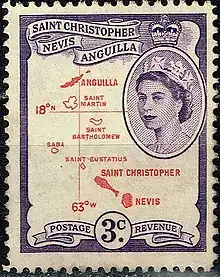 SAINT CHRISTOPHER
NEVIS
ANGUILLA
ANGUILLA
SAINT
MARTIN
18°N
SAINT
BARTHOLOMEW
SABA
SAINT EUSTATIUS
SAINT CHRISTOPHER
63°W
NEVIS
POSTAGE
3c
REVENUE